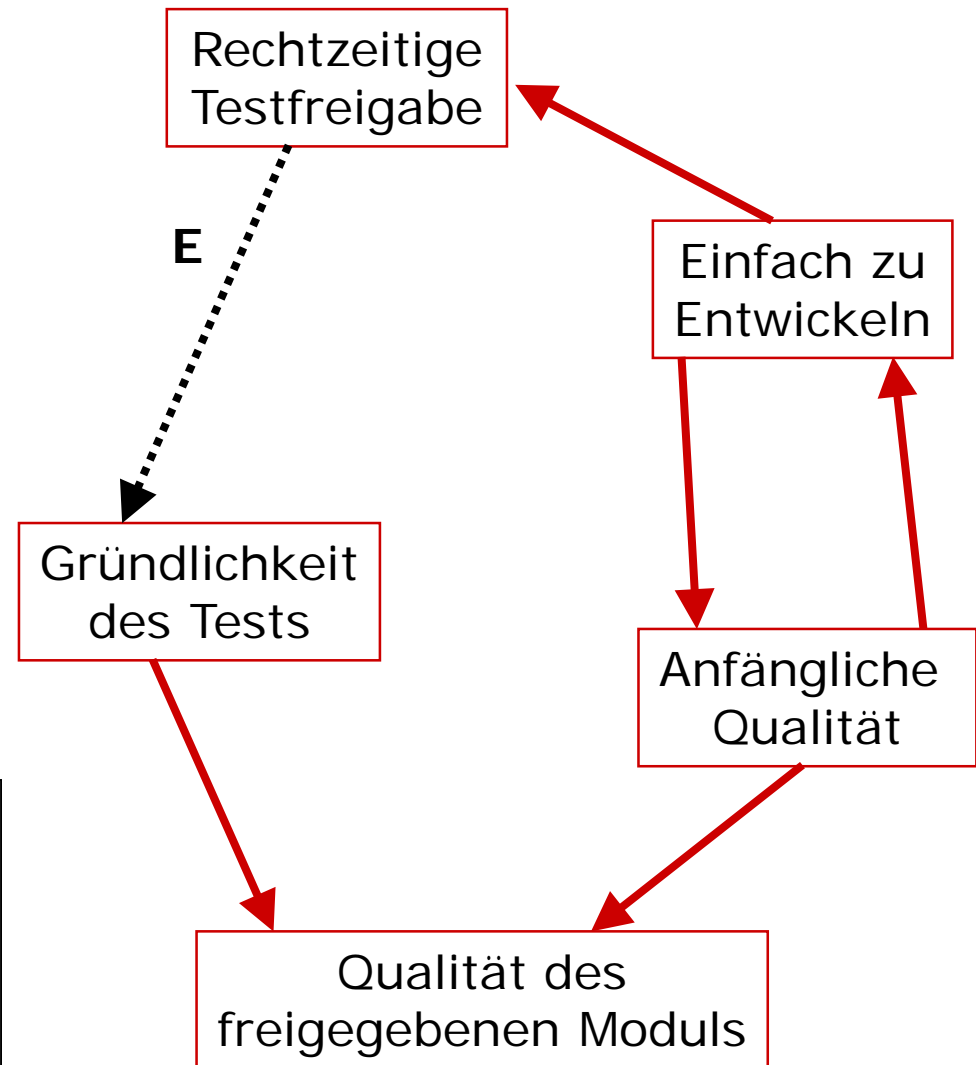 Rechtzeitige
Testfreigabe
E
Einfach zu
Entwickeln
Gründlichkeit
des Tests
Anfängliche
Qualität
Qualität des
freigegebenen Moduls